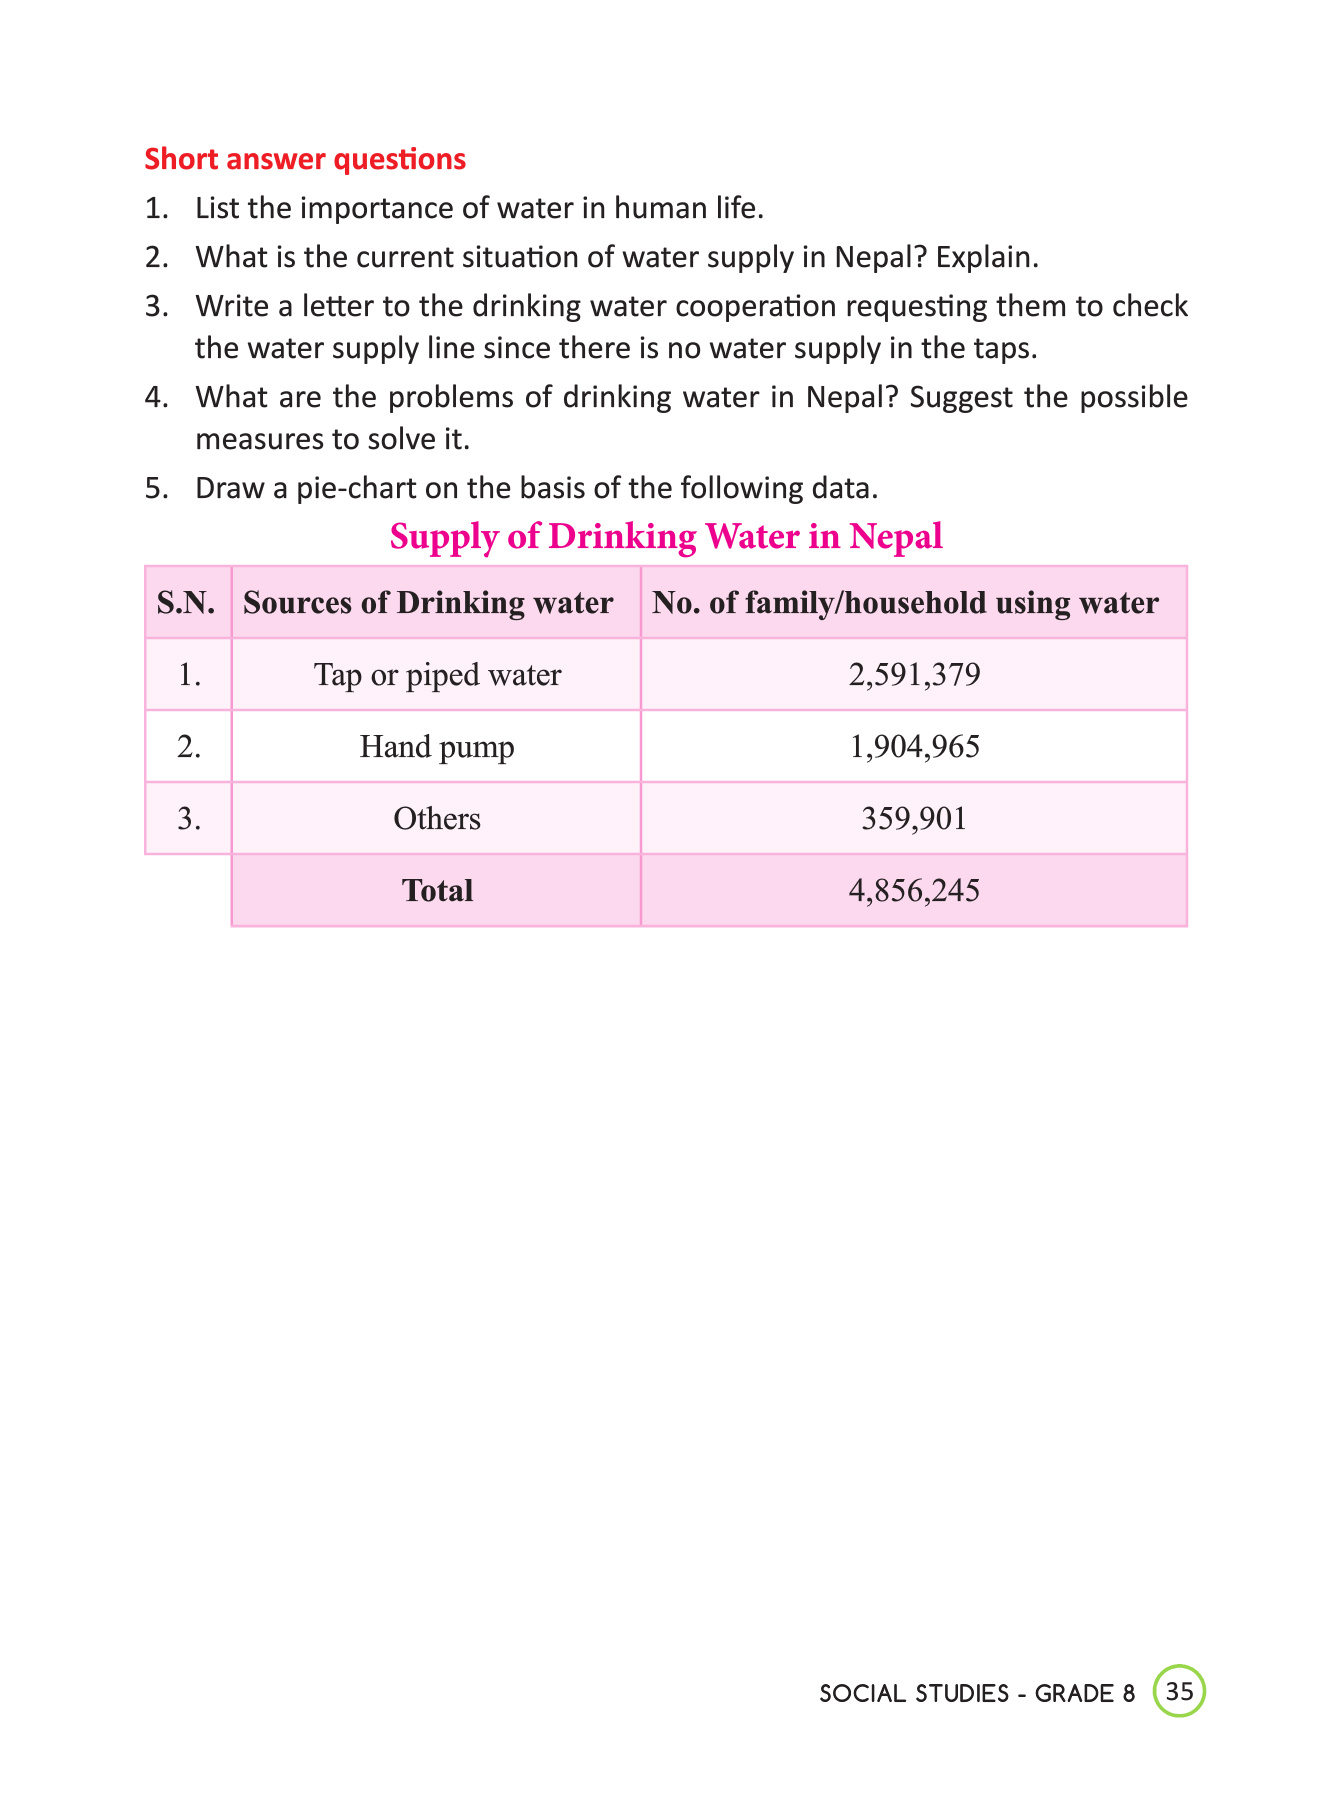 Short answer questions
1. List the importance of water in human life.
2. What is the current situation of water supply in Nepal? Explain.
3. Write a letter to the drinking water cooperation requesting them to check
the water supply line since there is no water supply in the taps.
4. What are the problems of drinking water in Nepal? Suggest the possible
measures to solve it.
5. Draw a pie-chart on the basis of the following data.
Supply of Drinking Water in Nepal
S.N. Sources of Drinking water No. of family/household using water
1. Tap or piped water 2,591,379
2. Hand pump 1,904,965
3. Others 359,901
Total 4,856,245
SOCIAL STUDIES - GRADE 8 35